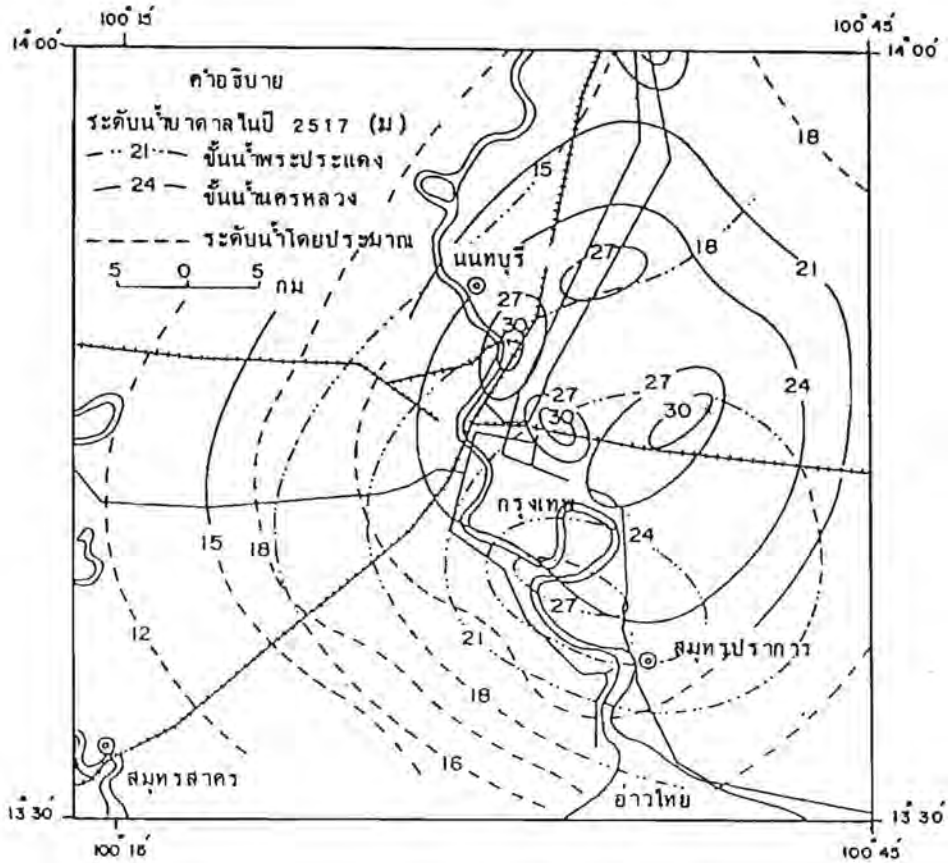 100°15'
100°45'
14°00'
14°00'
คำอธิบาย
ระดับน้ำบาดาลในปี 2517 (ม)
21 ชั้นน้ำพระประแดง
24 ชั้นน้ำนครหลวง
ระดับน้ำโดยประมาณ
5 0 5 กม
18
15
นนทบุรี
27
18
21
27
30
27
30
27
30
24
กรุงเทพ
15
18
24
27
12
21
สมุทรปราการ
18
16
สมทรสาคร
อ่าวไทย
13°30'
13°30'
100°15'
100°45'